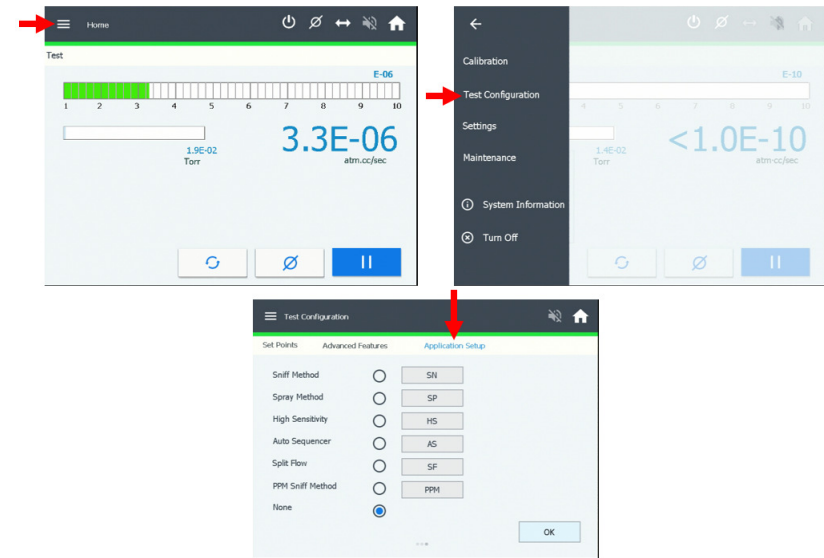 Home
Test
E-06
1 2 3 4 5 6 7 8 9 10
1.9E-02
Torr
3.3E-06
atm.cc/sec
Calibration
Test Configuration
Settings
Maintenance
System Information
Turn Off
E-10
4 5 6 7 8 9 10
1.4E-02
Torr
<1.0E-10
atm-cc/sec
Test Configuration
Set Points Advanced Features Application Setup
Sniff Method SN
Spray Method SP
High Sensitivity HS
Auto Sequencer AS
Split Flow SF
PPM Sniff Method PPM
None
OK